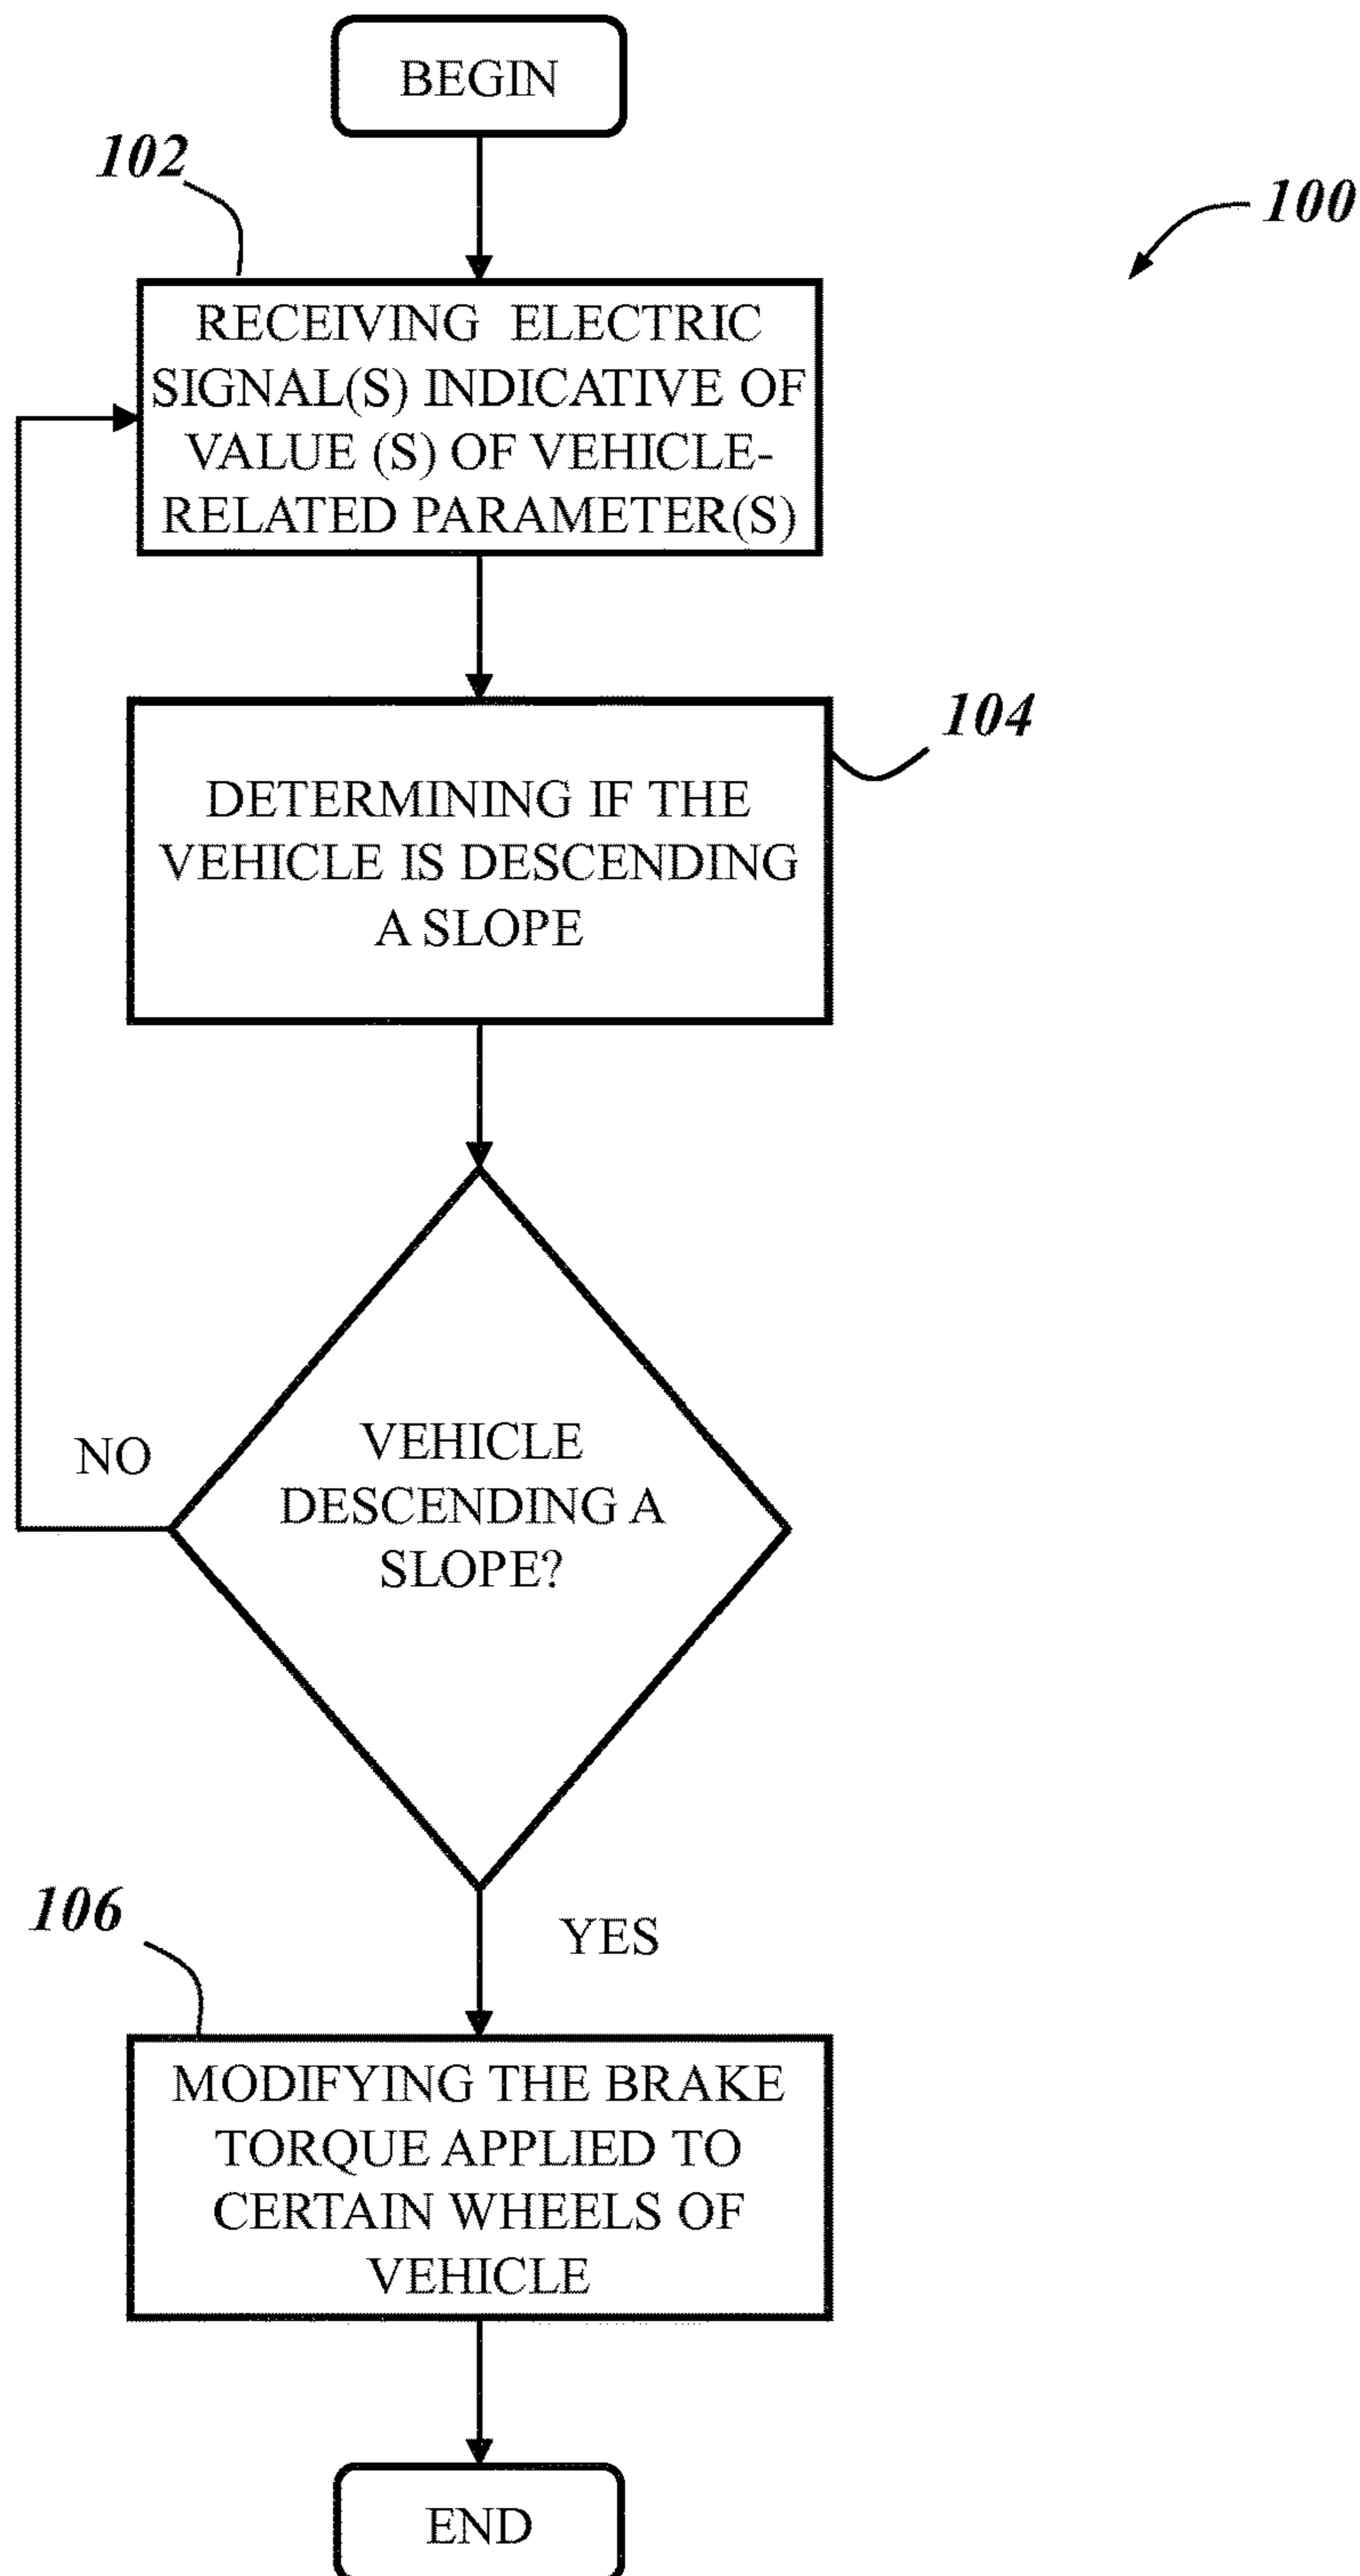 BEGIN
102
100
RECEIVING ELECTRIC
SIGNAL(S) INDICATIVE OF
VALUE (S) OF VEHICLE-
RELATED PARAMETER(S)
104
DETERMINING IF THE
VEHICLE IS DESCENDING
A SLOPE
VEHICLE
DESCENDING A
SLOPE?
NO
YES
106
MODIFYING THE BRAKE
TORQUE APPLIED TO
CERTAIN WHEELS OF
VEHICLE
END